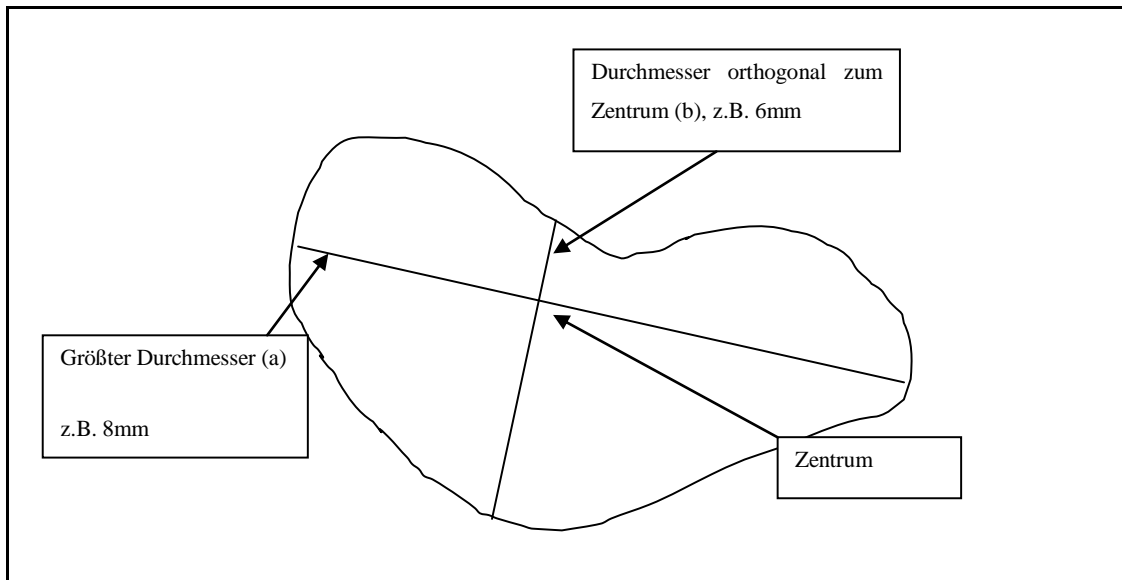 Durchmesser orthogonal zum
Zentrum (b), z.B. 6mm
Größter Durchmesser (a)
z.B. 8mm
Zentrum